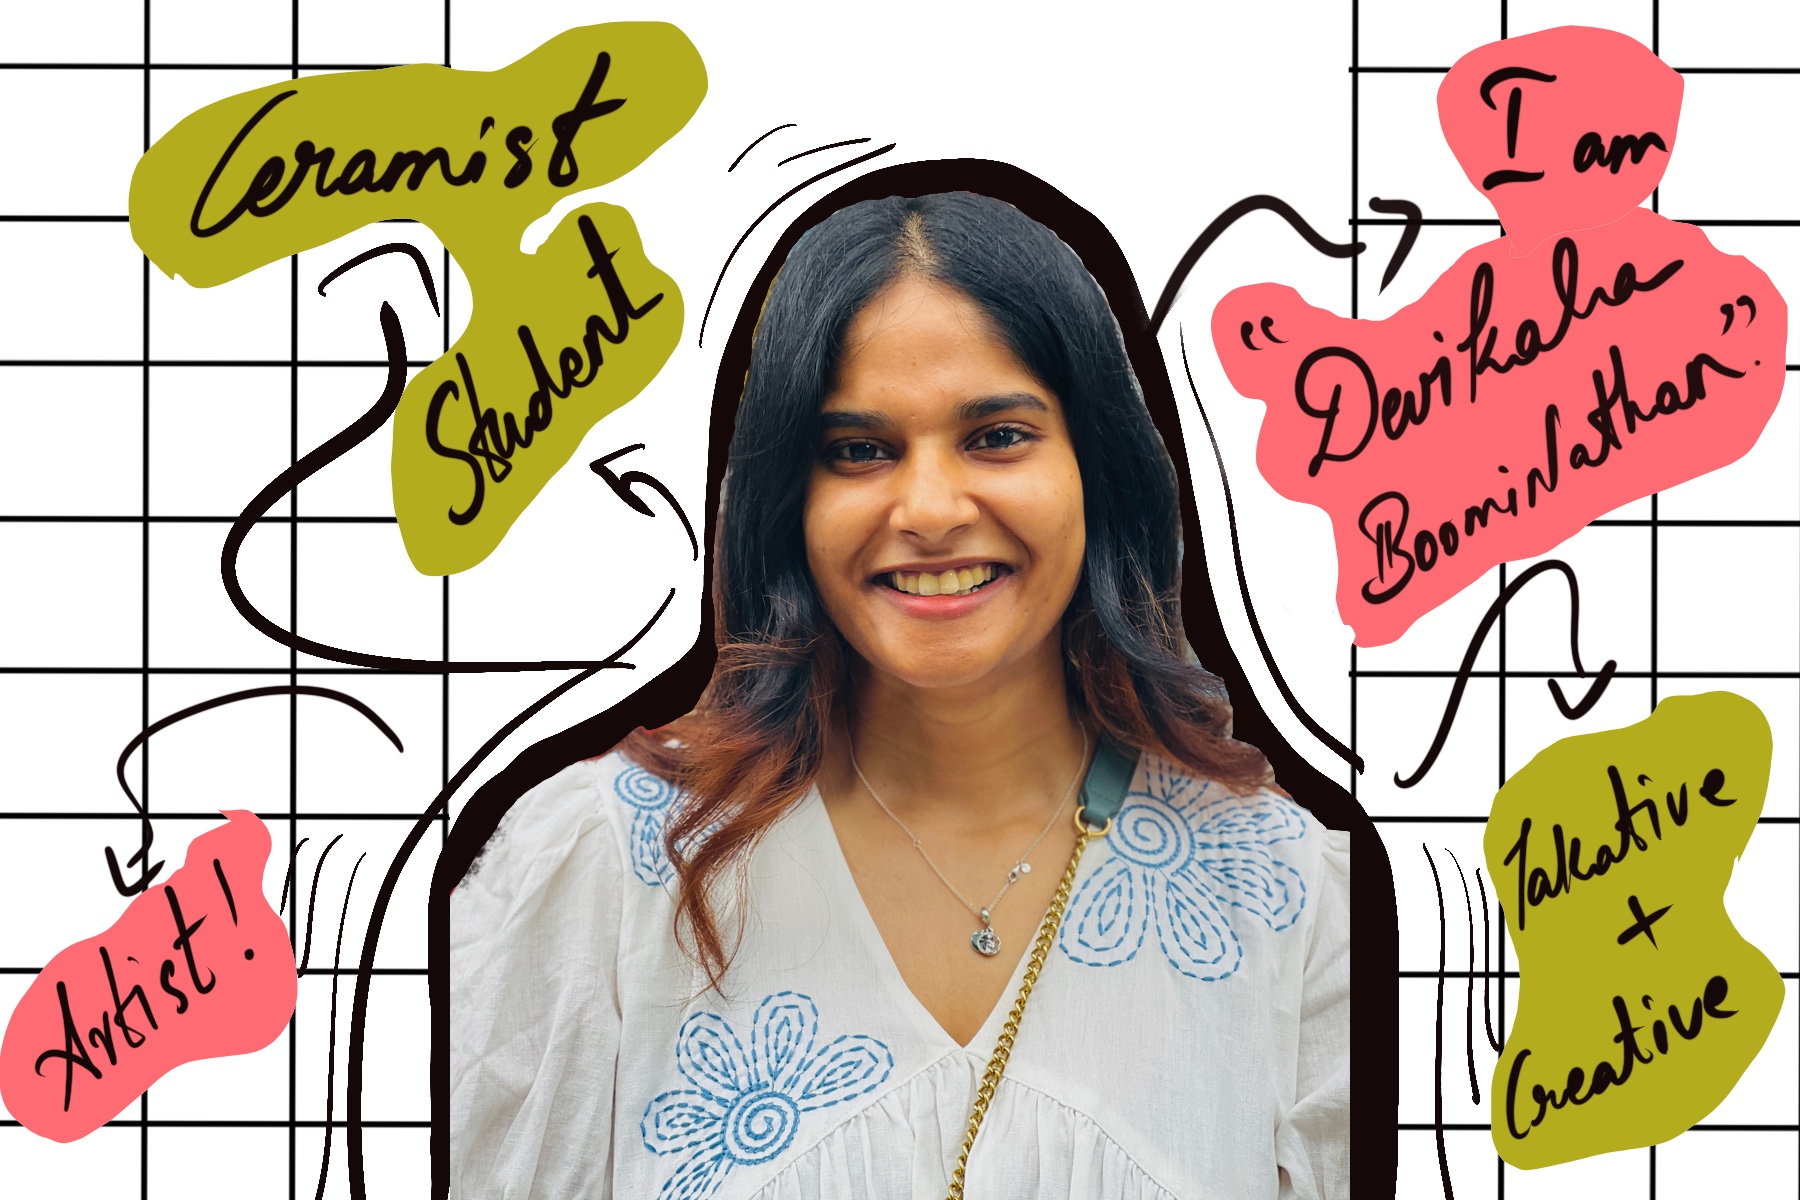 Ceramist
Student
I am
"Devikala
BoomiNathan".
Artist!
Talkative
+
Creative